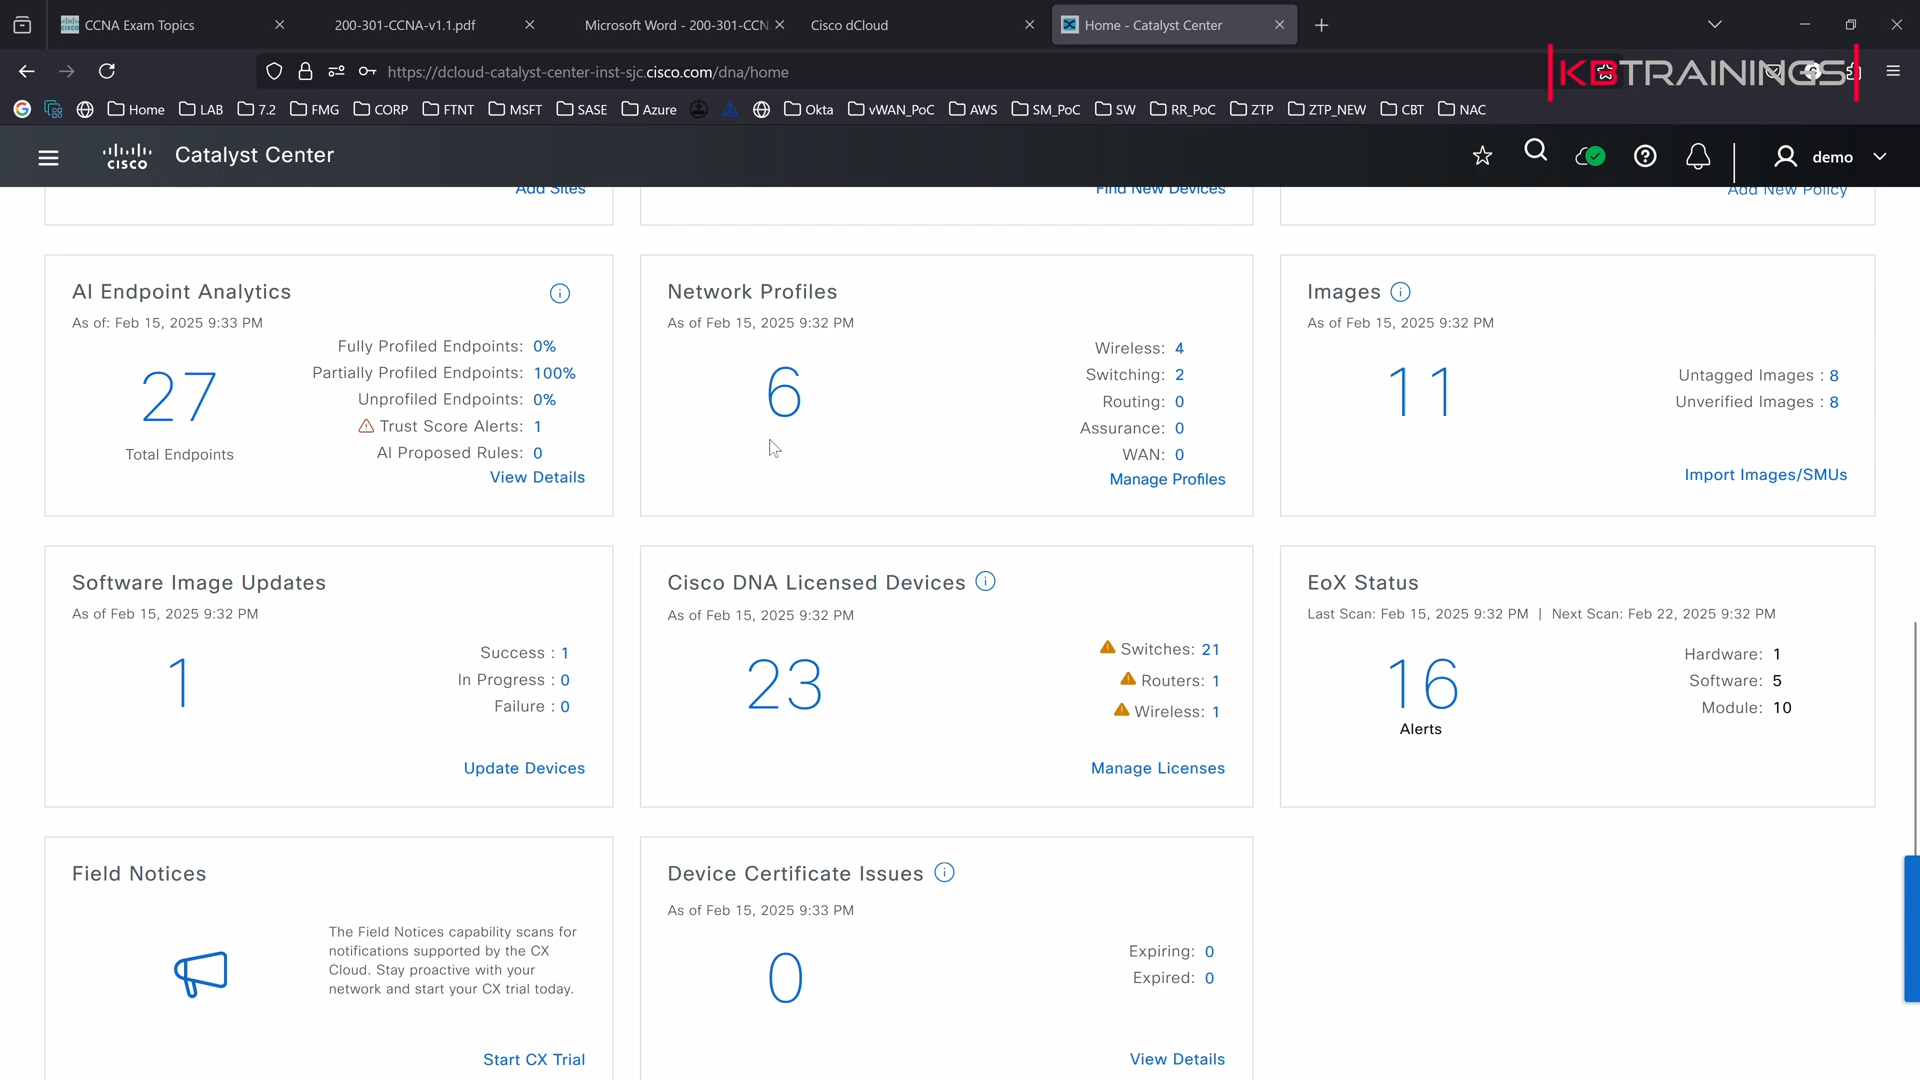 CCNA Exam Topics
200-301-CCNA-v1.1.pdf
Microsoft Word - 200-301-CCN
Cisco dCloud
Home - Catalyst Center
https://dcloud-catalyst-center-inst-sjc.cisco.com/dna/home
KBTRAININGS
Home
LAB
7.2
FMG
CORP
FTNT
MSFT
SASE
Azure
Okta
vWAN_PoC
AWS
SM_PoC
SW
RR_PoC
ZTP
ZTP_NEW
CBT
NAC
CISCO
Catalyst Center
demo
Add Sites
Find New Devices
Add New Policy
AI Endpoint Analytics
As of: Feb 15, 2025 9:33 PM
27
Total Endpoints
Fully Profiled Endpoints: 0%
Partially Profiled Endpoints: 100%
Unprofiled Endpoints: 0%
Trust Score Alerts: 1
AI Proposed Rules: 0
View Details
Network Profiles
As of Feb 15, 2025 9:32 PM
6
Wireless: 4
Switching: 2
Routing: 0
Assurance: 0
WAN: 0
Manage Profiles
Images
As of Feb 15, 2025 9:32 PM
11
Untagged Images : 8
Unverified Images : 8
Import Images/SMUs
Software Image Updates
As of Feb 15, 2025 9:32 PM
1
Success : 1
In Progress : 0
Failure : 0
Update Devices
Cisco DNA Licensed Devices
As of Feb 15, 2025 9:32 PM
23
Switches: 21
Routers: 1
Wireless: 1
Manage Licenses
EoX Status
Last Scan: Feb 15, 2025 9:32 PM | Next Scan: Feb 22, 2025 9:32 PM
16
Alerts
Hardware: 1
Software: 5
Module: 10
Field Notices
The Field Notices capability scans for
notifications supported by the CX
Cloud. Stay proactive with your
network and start your CX trial today.
Start CX Trial
Device Certificate Issues
As of Feb 15, 2025 9:33 PM
0
Expiring: 0
Expired: 0
View Details